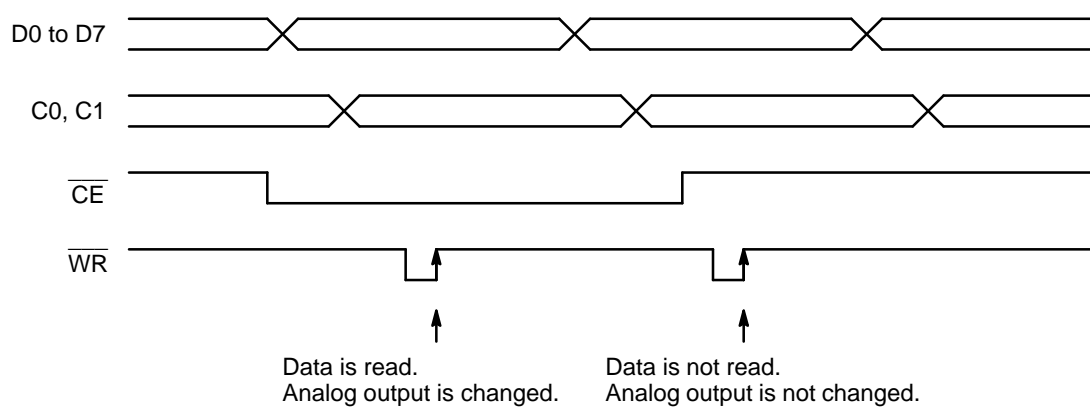 D0 to D7
C0, C1
CE
WR
Data is read.
Analog output is changed.
Data is not read.
Analog output is not changed.